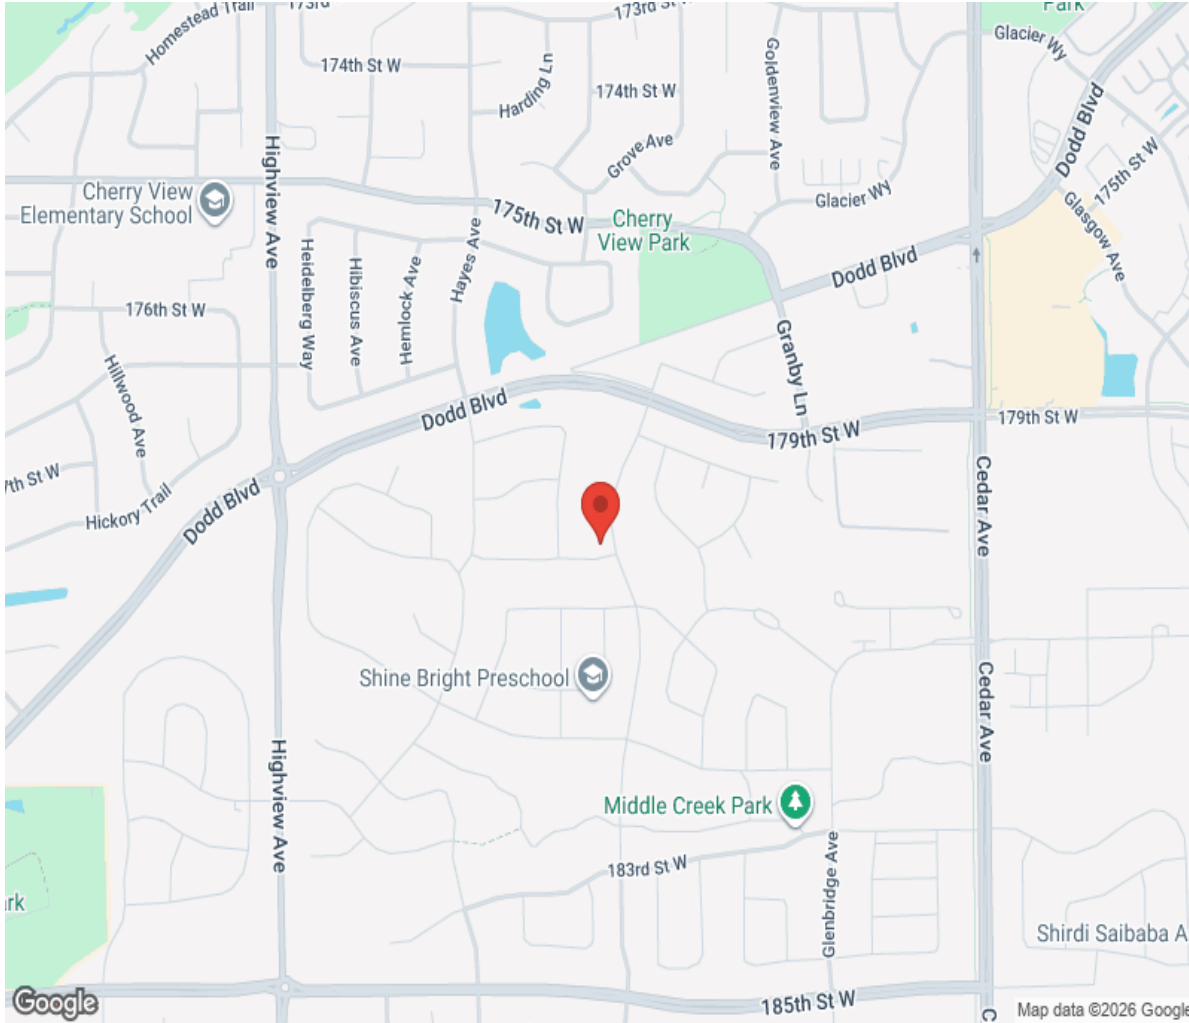 Homestead Trail
173rd
173rd St W
Park
Glacier Wy
174th St W
Harding Ln
174th St W
Goldenview Ave
Dodd Blvd
Grove Ave
175th St W
Highview Ave
Cherry View
Elementary School
175th St W
Glacier Wy
Cherry
View Park
Glasgow Ave
Hayes Ave
Dodd Blvd
Heidelberg Way
Hibiscus Ave
Hemlock Ave
176th St W
Granby Ln
Hillwood Ave
Dodd Blvd
179th St W
179th St W
7th St W
Hickory Trail
Dodd Blvd
Cedar Ave
Shine Bright Preschool
Cedar Ave
Highview Ave
Middle Creek Park
183rd St W
Glenbridge Ave
ark
Shirdi Saibaba A
185th St W
C
Google
Map data ©2026 Google